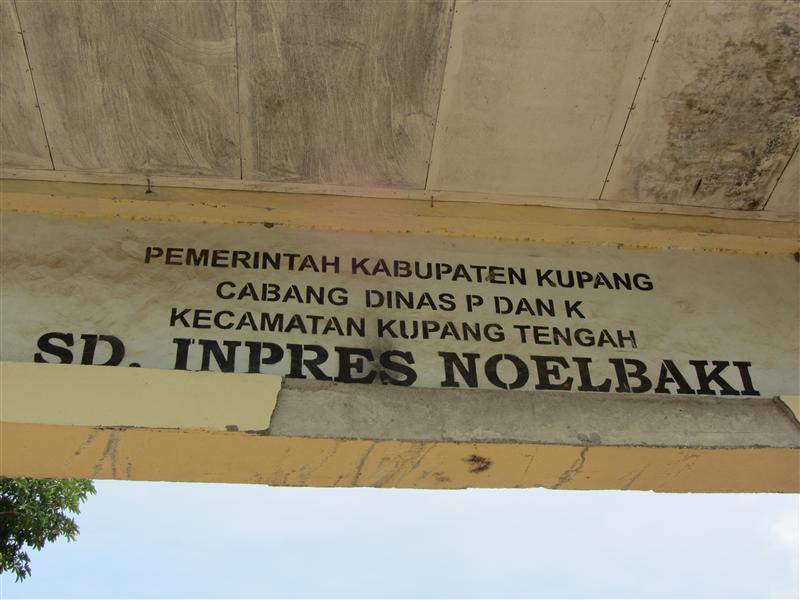 PEMERINTAH KABUPATEN KUPANG
CABANG DINAS P DAN K
KECAMATAN KUPANG TENGAH
SD. INPRES NOELBAKI